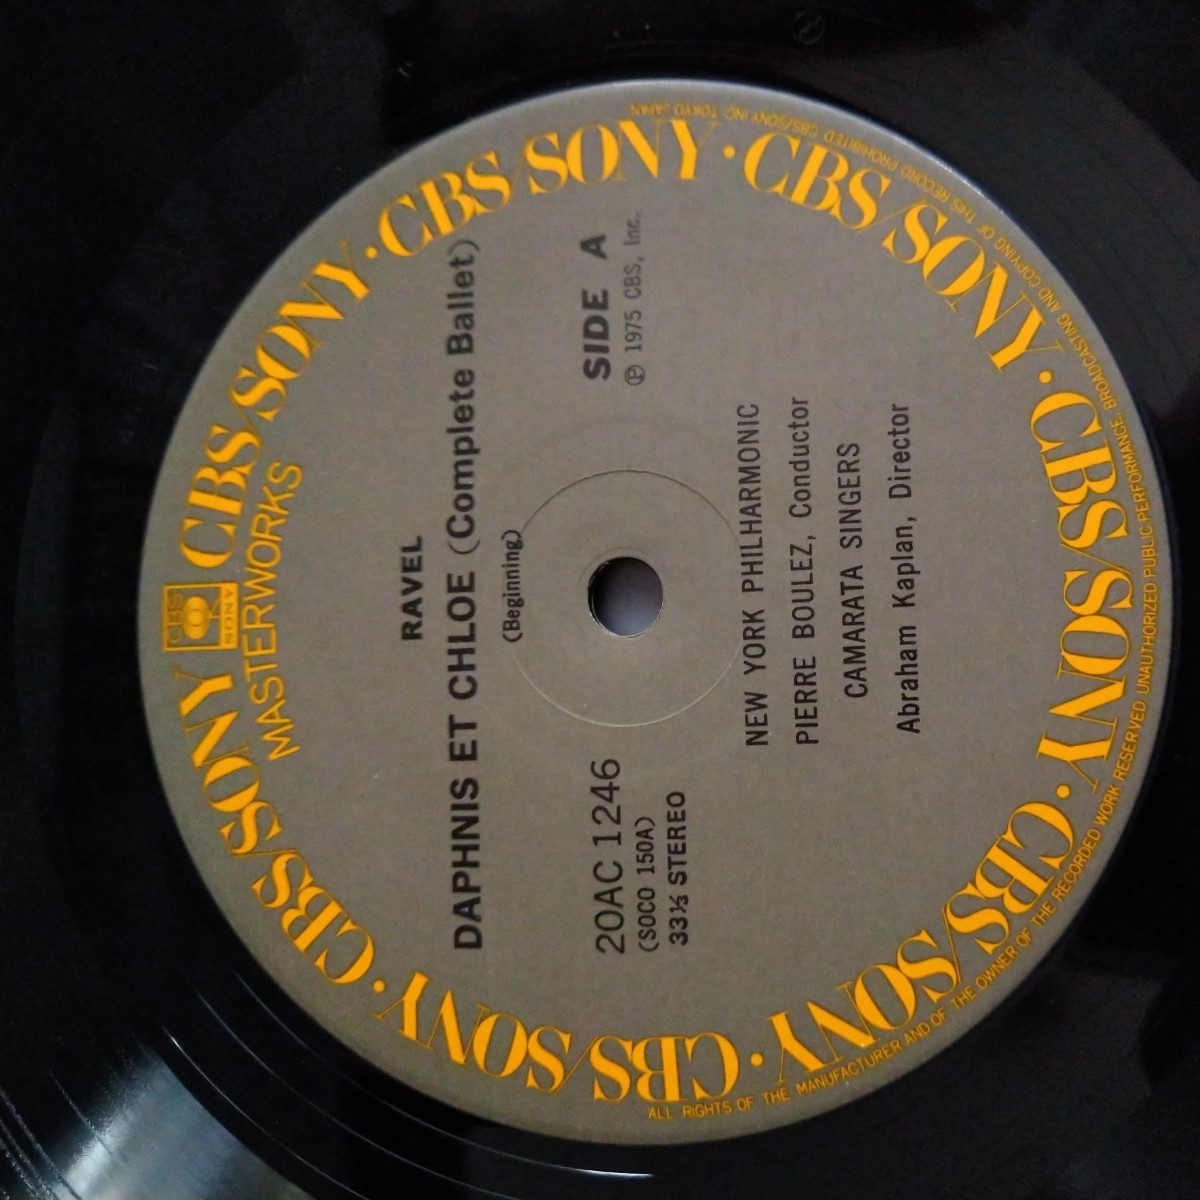 CBS/SONY · CBS/SONY · CBS/SONY · CBS/SONY · CBS/SONY · CBS/SONY · CBS/SONY · CBS/SONY
CBS
SONY
MASTERWORKS
RAVEL
DAPHNIS ET CHLOE (Complete Ballet)
(Beginning)
20AC 1246
(SOCO 150A)
33⅓ STEREO
SIDE A
Ⓟ 1975 CBS, Inc.
NEW YORK PHILHARMONIC
PIERRE BOULEZ, Conductor
CAMARATA SINGERS
Abraham Kaplan, Director
ALL RIGHTS OF THE MANUFACTURER AND OF THE OWNER OF THE RECORDED WORK RESERVED. UNAUTHORIZED PUBLIC PERFORMANCE, BROADCASTING AND COPYING OF THIS RECORD PROHIBITED CBS/SONY INC. TOKYO JAPAN